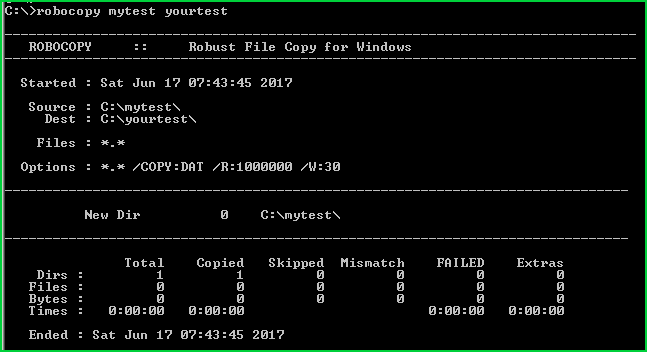 C:\>robocopy mytest yourtest
-------------------------------------------------------------------------------
   ROBOCOPY     ::     Robust File Copy for Windows
-------------------------------------------------------------------------------
  Started : Sat Jun 17 07:43:45 2017
   Source : C:\mytest\
     Dest : C:\yourtest\
    Files : *.*
  Options : *.* /COPY:DAT /R:1000000 /W:30
------------------------------------------------------------------------------
          New Dir          0    C:\mytest\
------------------------------------------------------------------------------
               Total    Copied   Skipped  Mismatch    FAILED    Extras
    Dirs :         1         1         0         0         0         0
   Files :         0         0         0         0         0         0
   Bytes :         0         0         0         0         0         0
   Times :   0:00:00   0:00:00                       0:00:00   0:00:00
   Ended : Sat Jun 17 07:43:45 2017